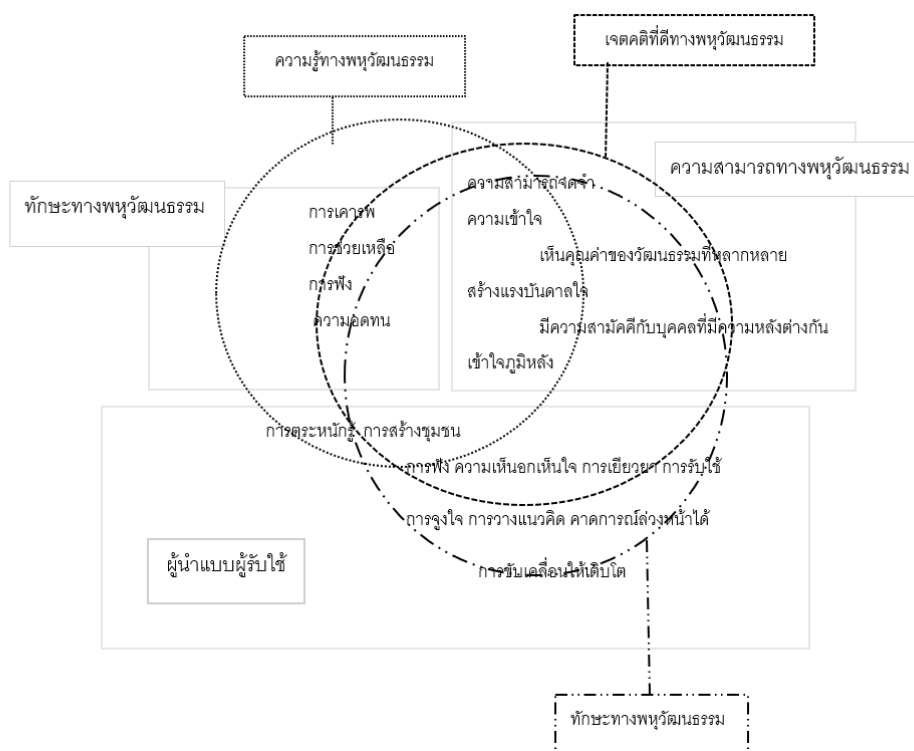 เจตคติที่ดีทางพหุวัฒนธรรม
ความรู้ทางพหุวัฒนธรรม
ความสามารถทางพหุวัฒนธรรม
ทักษะทางพหุวัฒนธรรม
ความสามารถจดจำ
การเคารพ
ความเข้าใจ
การช่วยเหลือ
เห็นคุณค่าของวัฒนธรรมที่หลากหลาย
การฟัง
สร้างแรงบันดาลใจ
ความอดทน
มีความสามัคคีกับบุคคลที่มีความหลังต่างกัน
เข้าใจภูมิหลัง
การตระหนักรู้ การสร้างชุมชน
การฟัง ความเห็นอกเห็นใจ การเยียวยา การรับใช้
การจูงใจ การวางแนวคิด คาดการณ์ล่วงหน้าได้
ผู้นำแบบผู้รับใช้
การขับเคลื่อนให้เติบโต
ทักษะทางพหุวัฒนธรรม